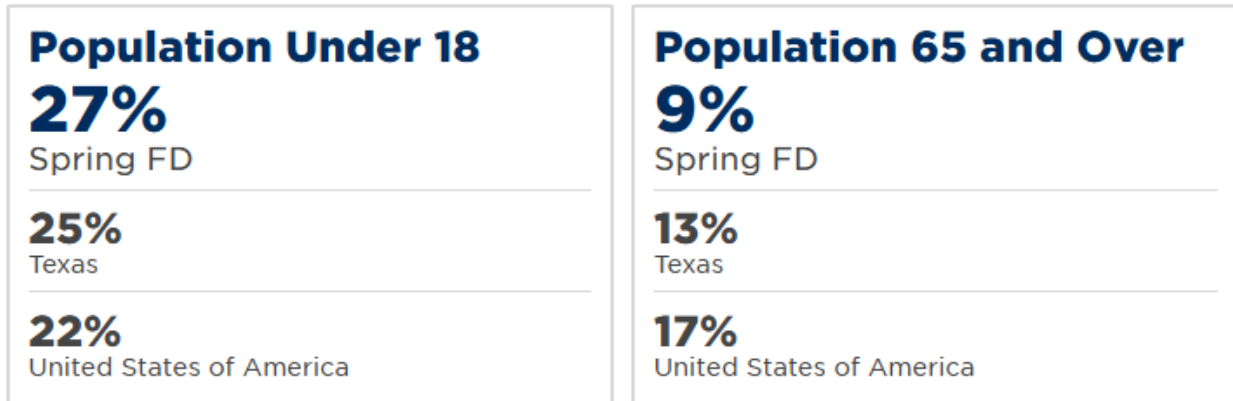 Population Under 18
27%
Spring FD
25%
Texas
22%
United States of America
Population 65 and Over
9%
Spring FD
13%
Texas
17%
United States of America